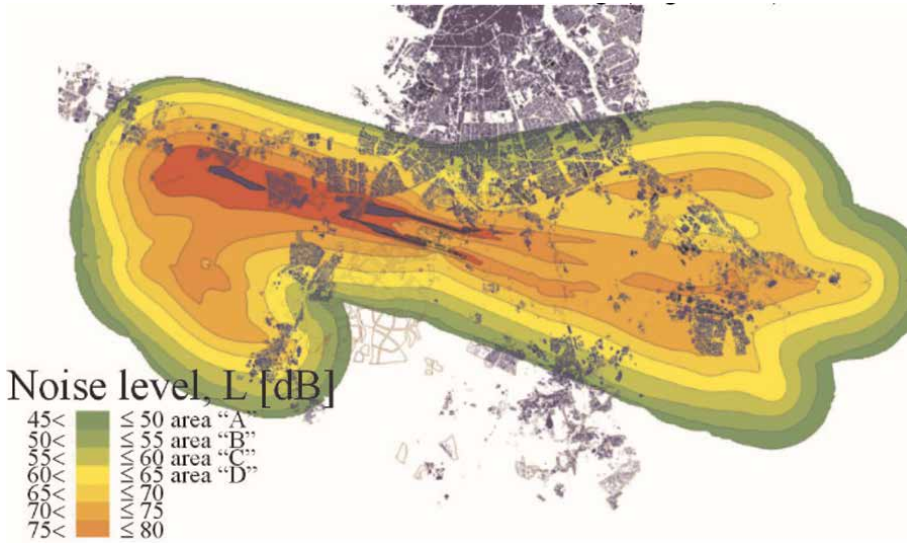 Noise level, L [dB]
45< ≤ 50 area “A”
50< ≤ 55 area “B”
55< ≤ 60 area “C”
60< ≤ 65 area “D”
65< ≤ 70
70< ≤ 75
75< ≤ 80